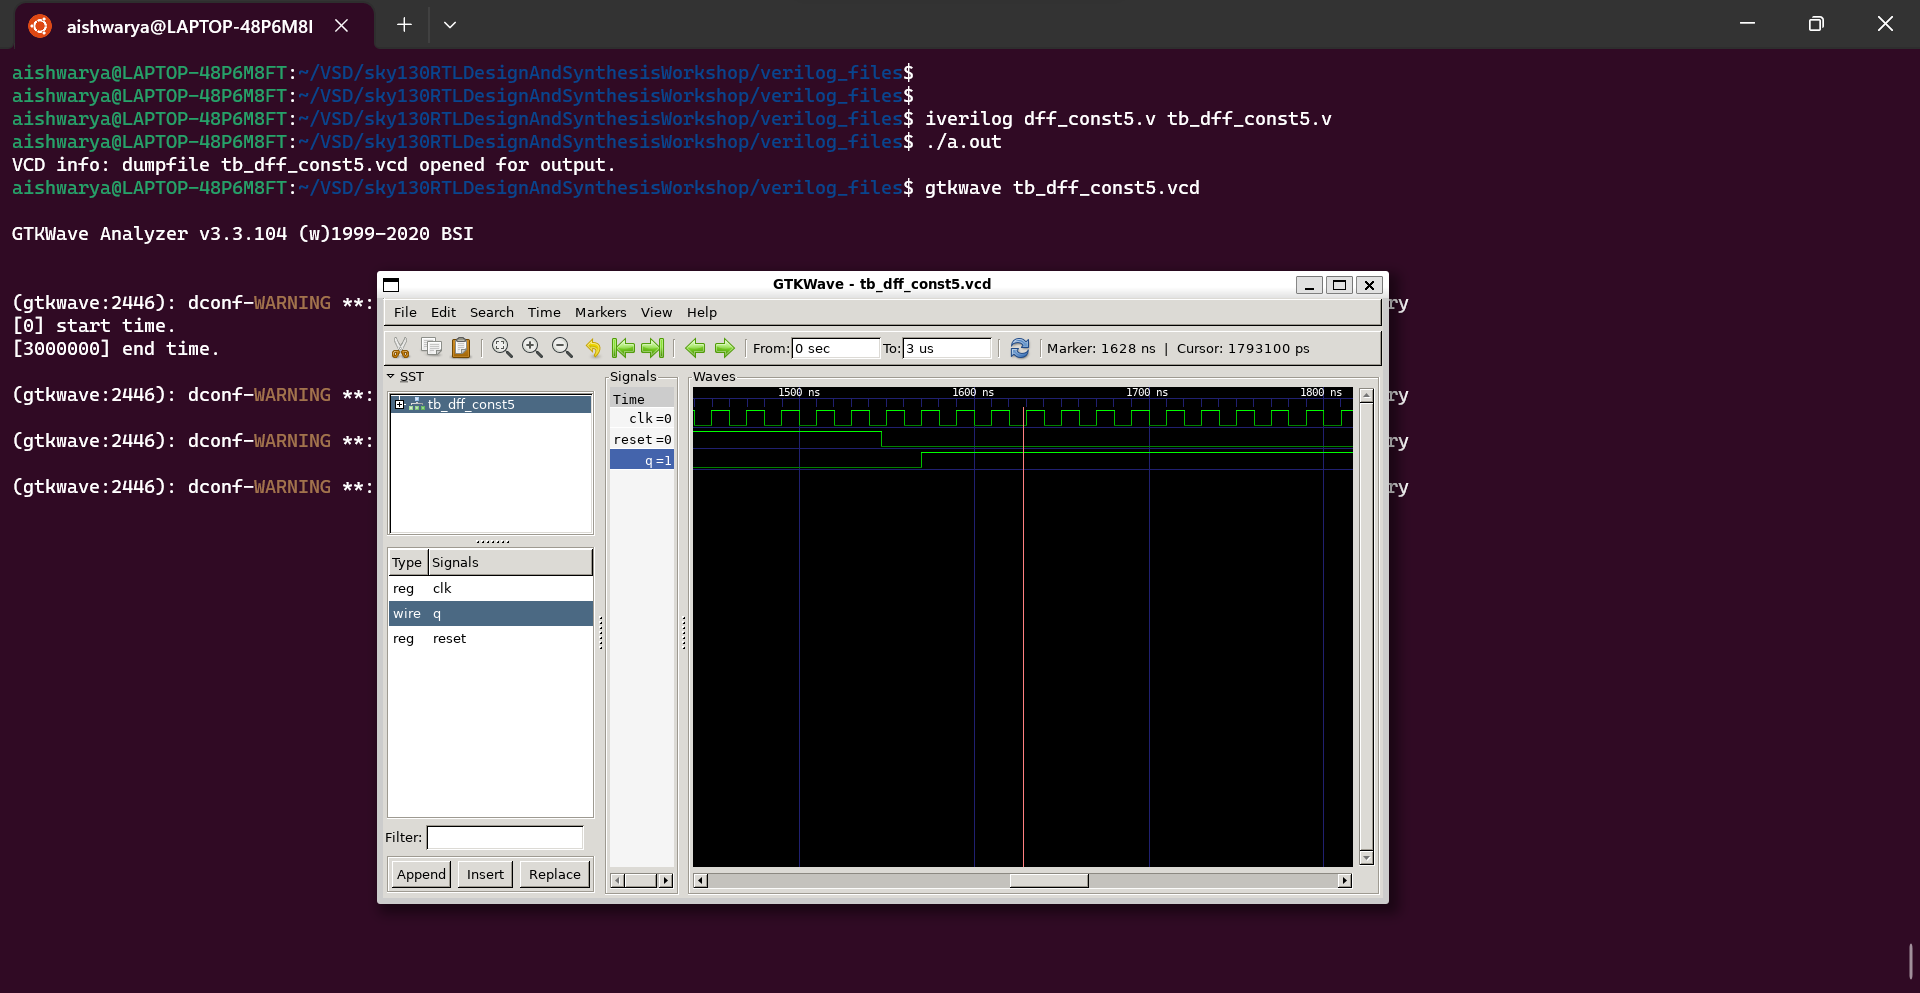 aishwarya@LAPTOP-48P6M8I
aishwarya@LAPTOP-48P6M8FT:~/VSD/sky130RTLDesignAndSynthesisWorkshop/verilog_files$
aishwarya@LAPTOP-48P6M8FT:~/VSD/sky130RTLDesignAndSynthesisWorkshop/verilog_files$
aishwarya@LAPTOP-48P6M8FT:~/VSD/sky130RTLDesignAndSynthesisWorkshop/verilog_files$ iverilog dff_const5.v tb_dff_const5.v
aishwarya@LAPTOP-48P6M8FT:~/VSD/sky130RTLDesignAndSynthesisWorkshop/verilog_files$ ./a.out
VCD info: dumpfile tb_dff_const5.vcd opened for output.
aishwarya@LAPTOP-48P6M8FT:~/VSD/sky130RTLDesignAndSynthesisWorkshop/verilog_files$ gtkwave tb_dff_const5.vcd
GTKWave Analyzer v3.3.104 (w)1999-2020 BSI
(gtkwave:2446): dconf-WARNING **: ry
[0] start time.
[3000000] end time.
(gtkwave:2446): dconf-WARNING **: ry
(gtkwave:2446): dconf-WARNING **: ry
(gtkwave:2446): dconf-WARNING **: ry
GTKWave - tb_dff_const5.vcd
File Edit Search Time Markers View Help
From: 0 sec To: 3 us Marker: 1628 ns | Cursor: 1793100 ps
SST
tb_dff_const5
Type Signals
reg clk
wire q
reg reset
Filter:
Append Insert Replace
Signals
Time
clk=0
reset=0
q=1
Waves
1500 ns 1600 ns 1700 ns 1800 ns